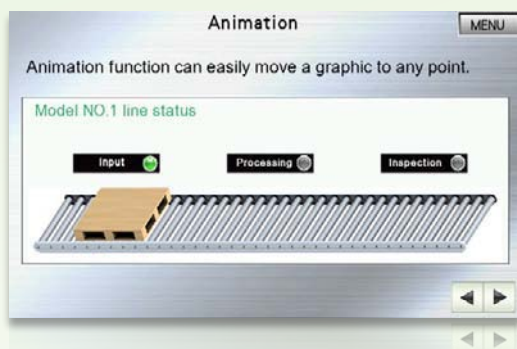 Animation
MENU
Animation function can easily move a graphic to any point.
Model NO.1 line status
Input
Processing
Inspection